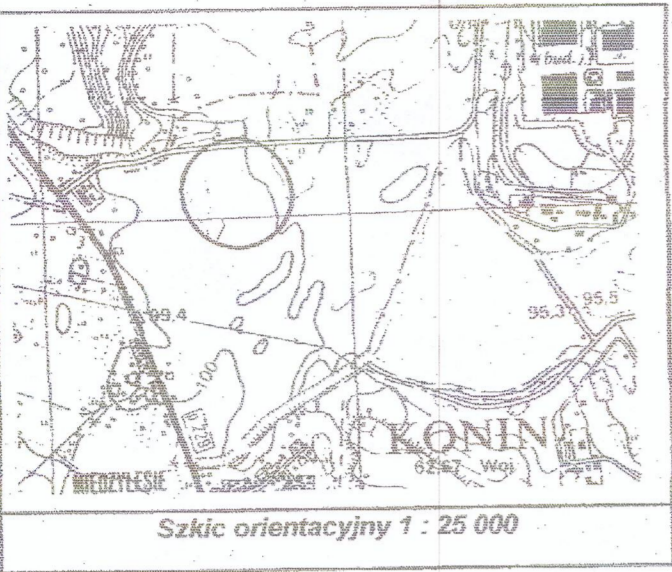 bud.
99,4
95,5
95,3
100
KONIN
MIĘDZYLESIE
Szkic orientacyjny 1 : 25 000